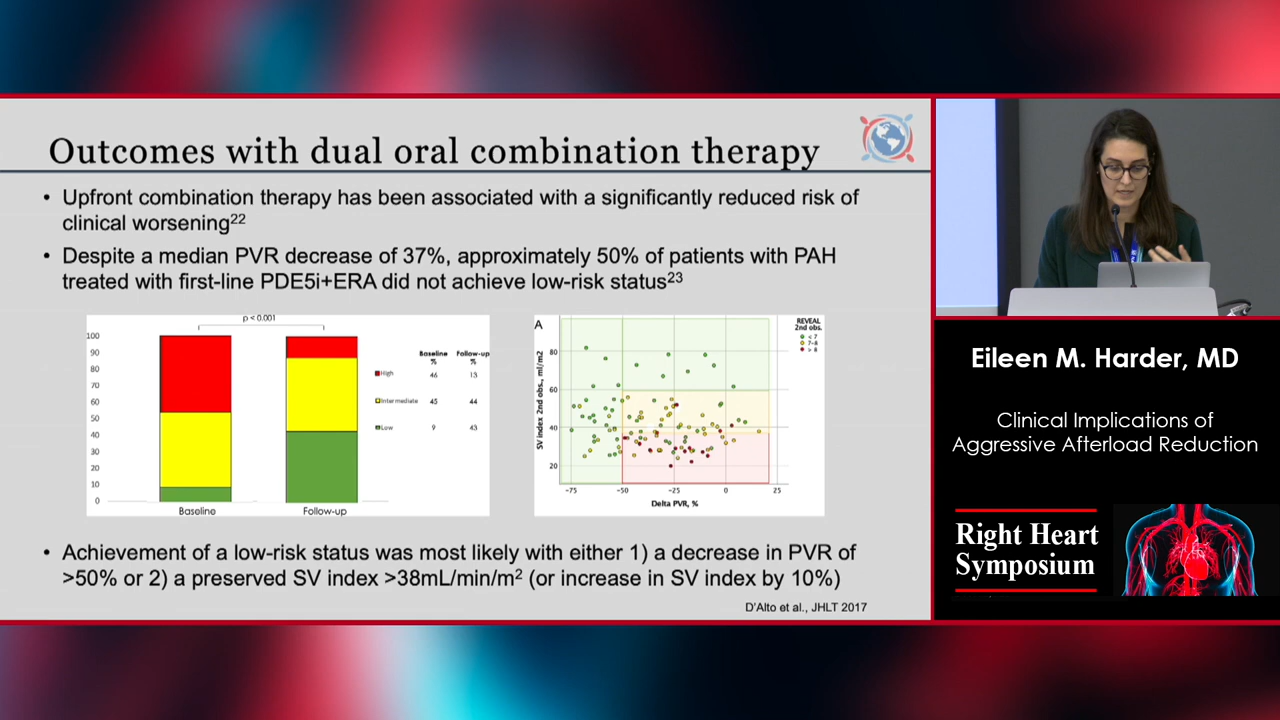 Outcomes with dual oral combination therapy
• Upfront combination therapy has been associated with a significantly reduced risk of
clinical worsening22
• Despite a median PVR decrease of 37%, approximately 50% of patients with PAH
treated with first-line PDE5i+ERA did not achieve low-risk status23
p < 0.001
100
90
80
70
60
50
40
30
20
10
0
Baseline
Follow-up
Baseline Follow-up
% %
High 46 13
Intermediate 45 44
Low 9 43
A
SV index 2nd obs., ml/m2
80
60
40
20
-75 -50 -25 0 25
Delta PVR, %
REVEAL
2nd obs.
< 7
7-8
> 8
• Achievement of a low-risk status was most likely with either 1) a decrease in PVR of
>50% or 2) a preserved SV index >38mL/min/m2 (or increase in SV index by 10%)
D'Alto et al., JHLT 2017
Eileen M. Harder, MD
Clinical Implications of
Aggressive Afterload Reduction
Right Heart
Symposium